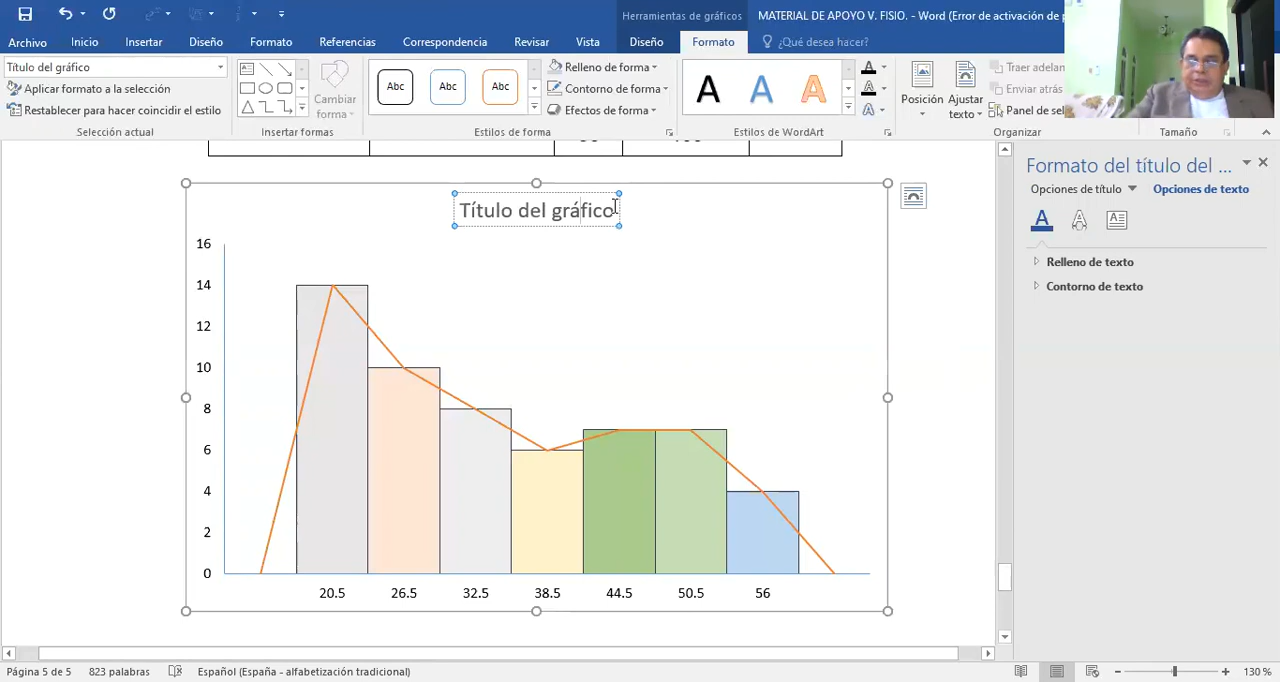 Herramientas de gráficos
MATERIAL DE APOYO V. FISIO. - Word (Error de activación de
Archivo Inicio Insertar Diseño Formato Referencias Correspondencia Revisar Vista Diseño Formato ¿Qué desea hacer?
Título del gráfico
Aplicar formato a la selección
Restablecer para hacer coincidir el estilo
Selección actual
Cambiar forma
Insertar formas
Abc Abc Abc
Relleno de forma
Contorno de forma
Efectos de forma
Estilos de forma
A A A
Estilos de WordArt
Posición
Ajustar texto
Traer
Enviar atrás
Panel de
Organizar
Tamaño
Título del gráfico
16
14
12
10
8
6
4
2
0
20.5 26.5 32.5 38.5 44.5 50.5 56
Formato del título del ...
Opciones de título Opciones de texto
Relleno de texto
Contorno de texto
Página 5 de 5 823 palabras Español (España - alfabetización tradicional) 130 %